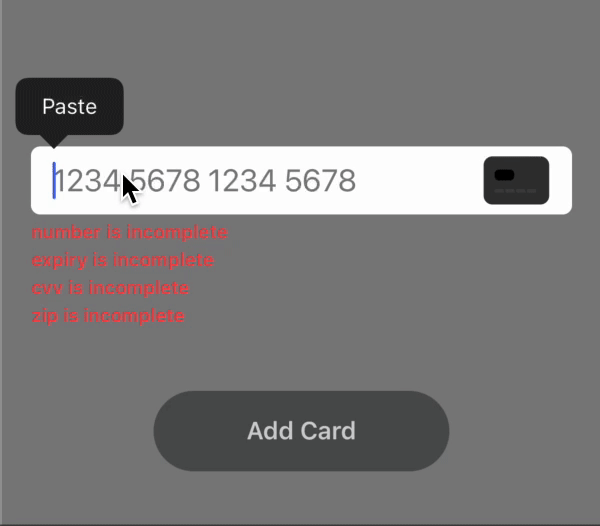 Paste
1234 5678 1234 5678
number is incomplete
expiry is incomplete
cvv is incomplete
zip is incomplete
Add Card